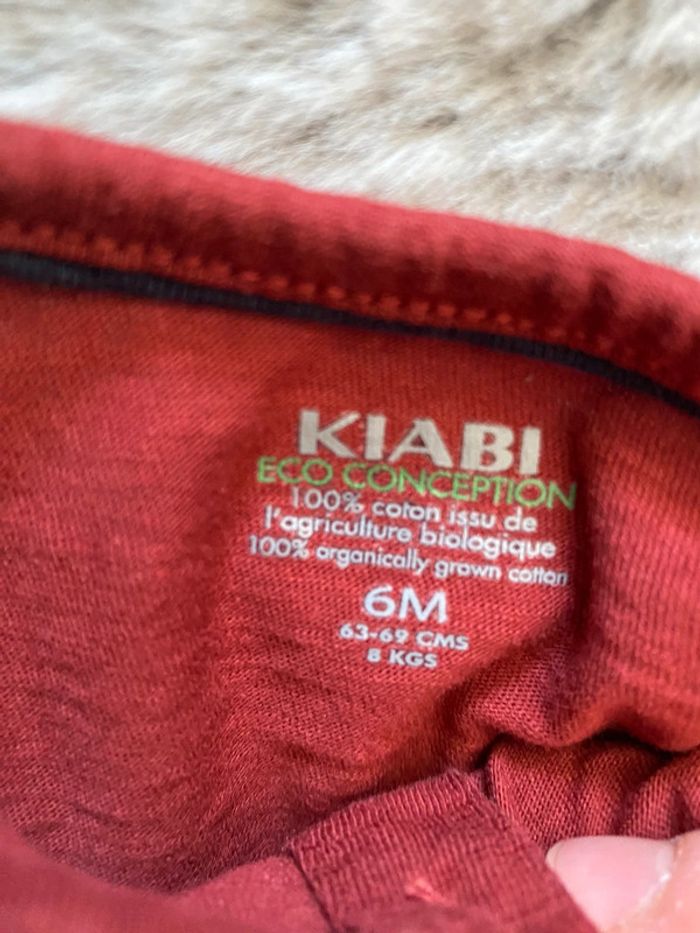 KIABI
ECO CONCEPTION
100% coton issu de
l'agriculture biologique
100% organically grown cotton
6M
63-69 CMS
8 KGS